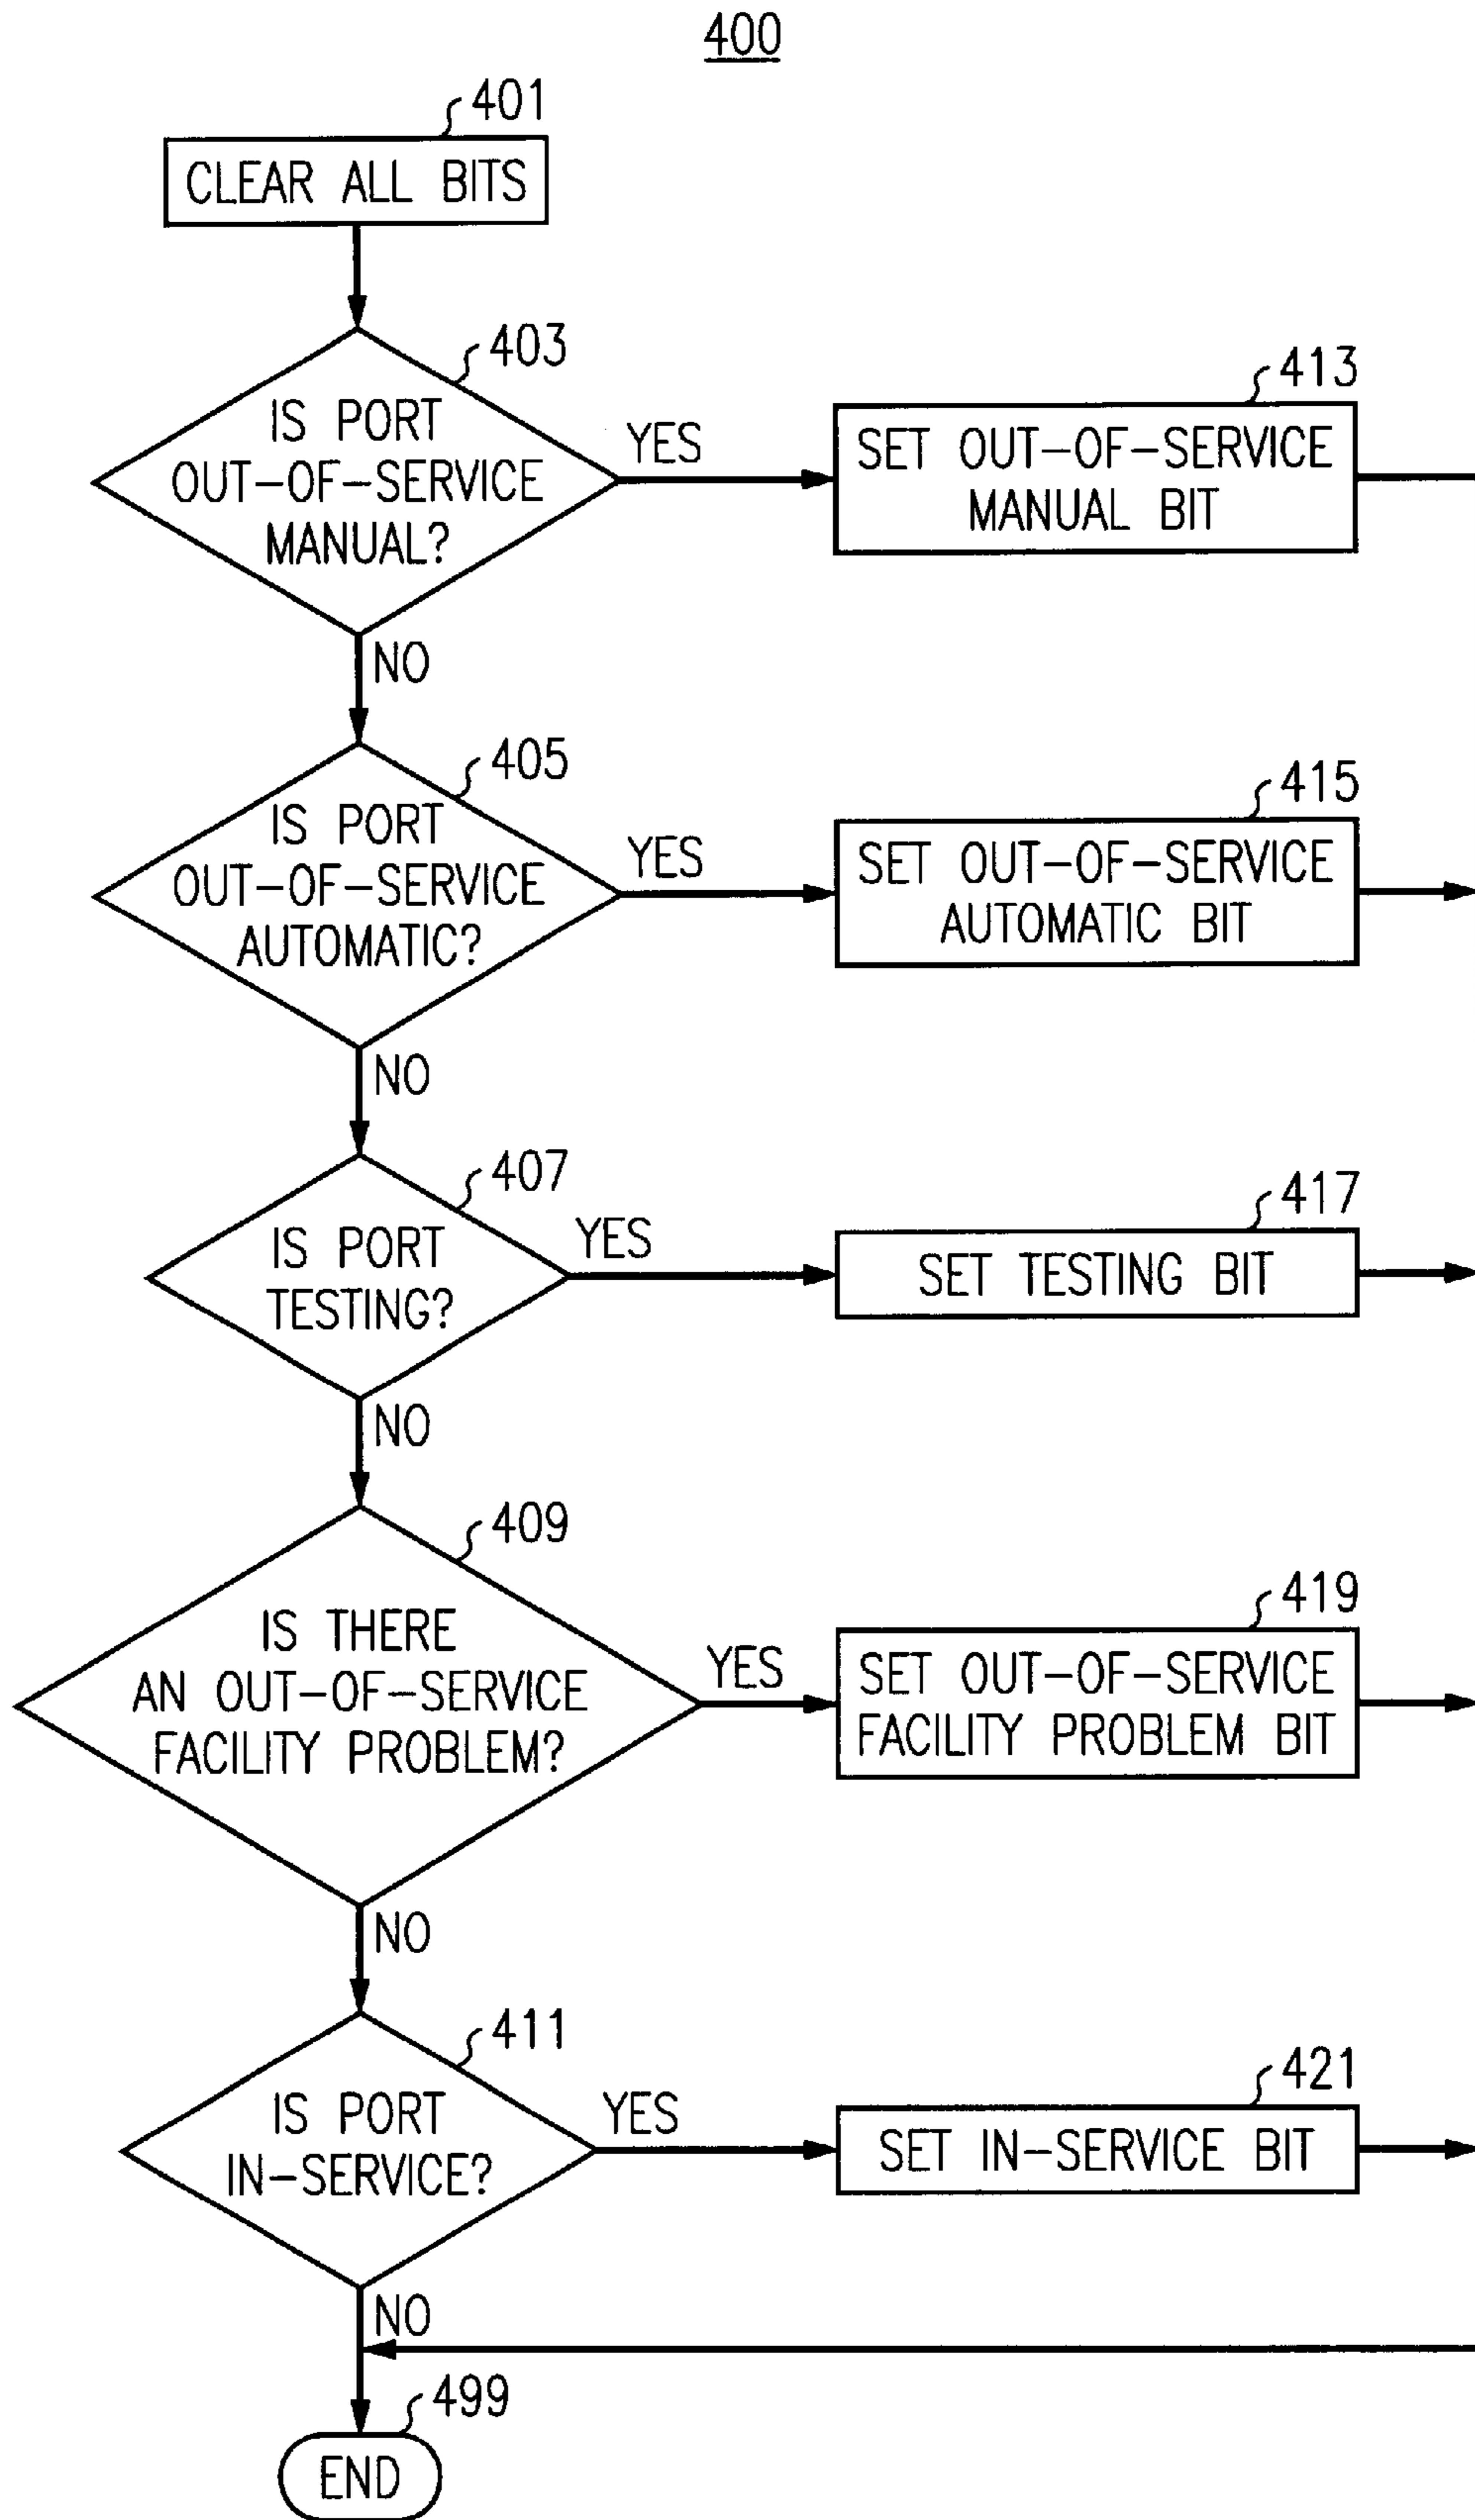 400
401
CLEAR ALL BITS
403
IS PORT
OUT-OF-SERVICE
MANUAL?
YES
413
SET OUT-OF-SERVICE
MANUAL BIT
NO
405
IS PORT
OUT-OF-SERVICE
AUTOMATIC?
YES
415
SET OUT-OF-SERVICE
AUTOMATIC BIT
NO
407
IS PORT
TESTING?
YES
417
SET TESTING BIT
NO
409
IS THERE
AN OUT-OF-SERVICE
FACILITY PROBLEM?
YES
419
SET OUT-OF-SERVICE
FACILITY PROBLEM BIT
NO
411
IS PORT
IN-SERVICE?
YES
421
SET IN-SERVICE BIT
NO
499
END